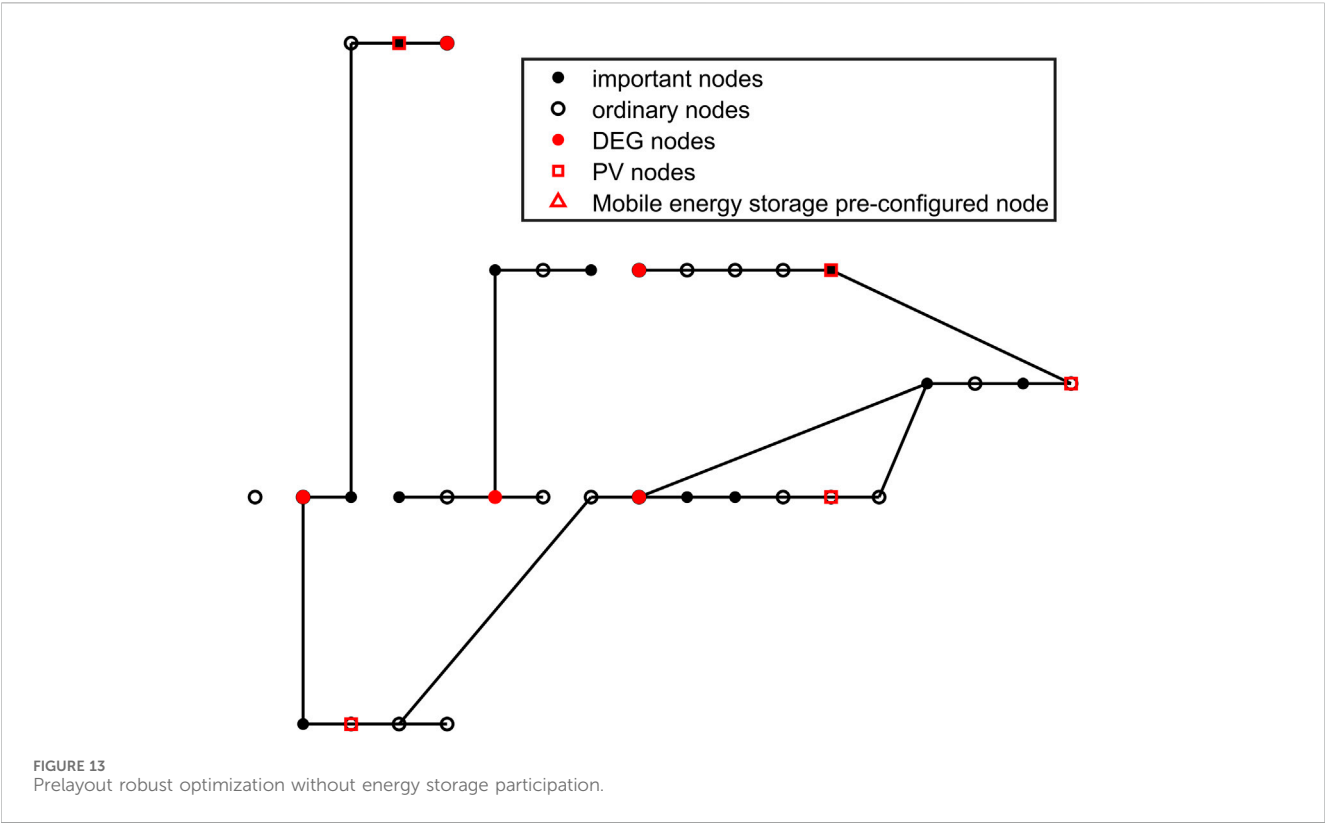 important nodes
ordinary nodes
DEG nodes
PV nodes
Mobile energy storage pre-configured node
FIGURE 13
Prelayout robust optimization without energy storage participation.